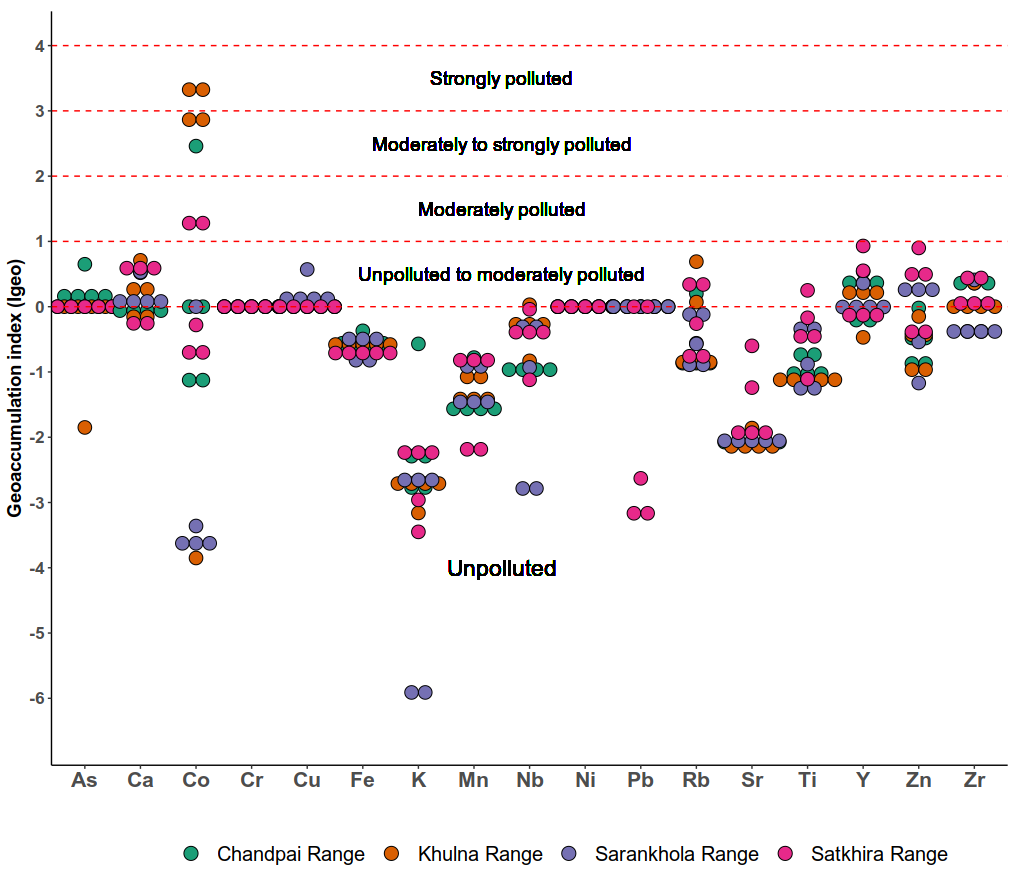 Geoaccumulation index (Igeo)
4
3
2
1
0
-1
-2
-3
-4
-5
-6
Strongly polluted
Moderately to strongly polluted
Moderately polluted
Unpolluted to moderately polluted
Unpolluted
As Ca Co Cr Cu Fe K Mn Nb Ni Pb Rb Sr Ti Y Zn Zr
Chandpai Range Khulna Range Sarankhola Range Satkhira Range